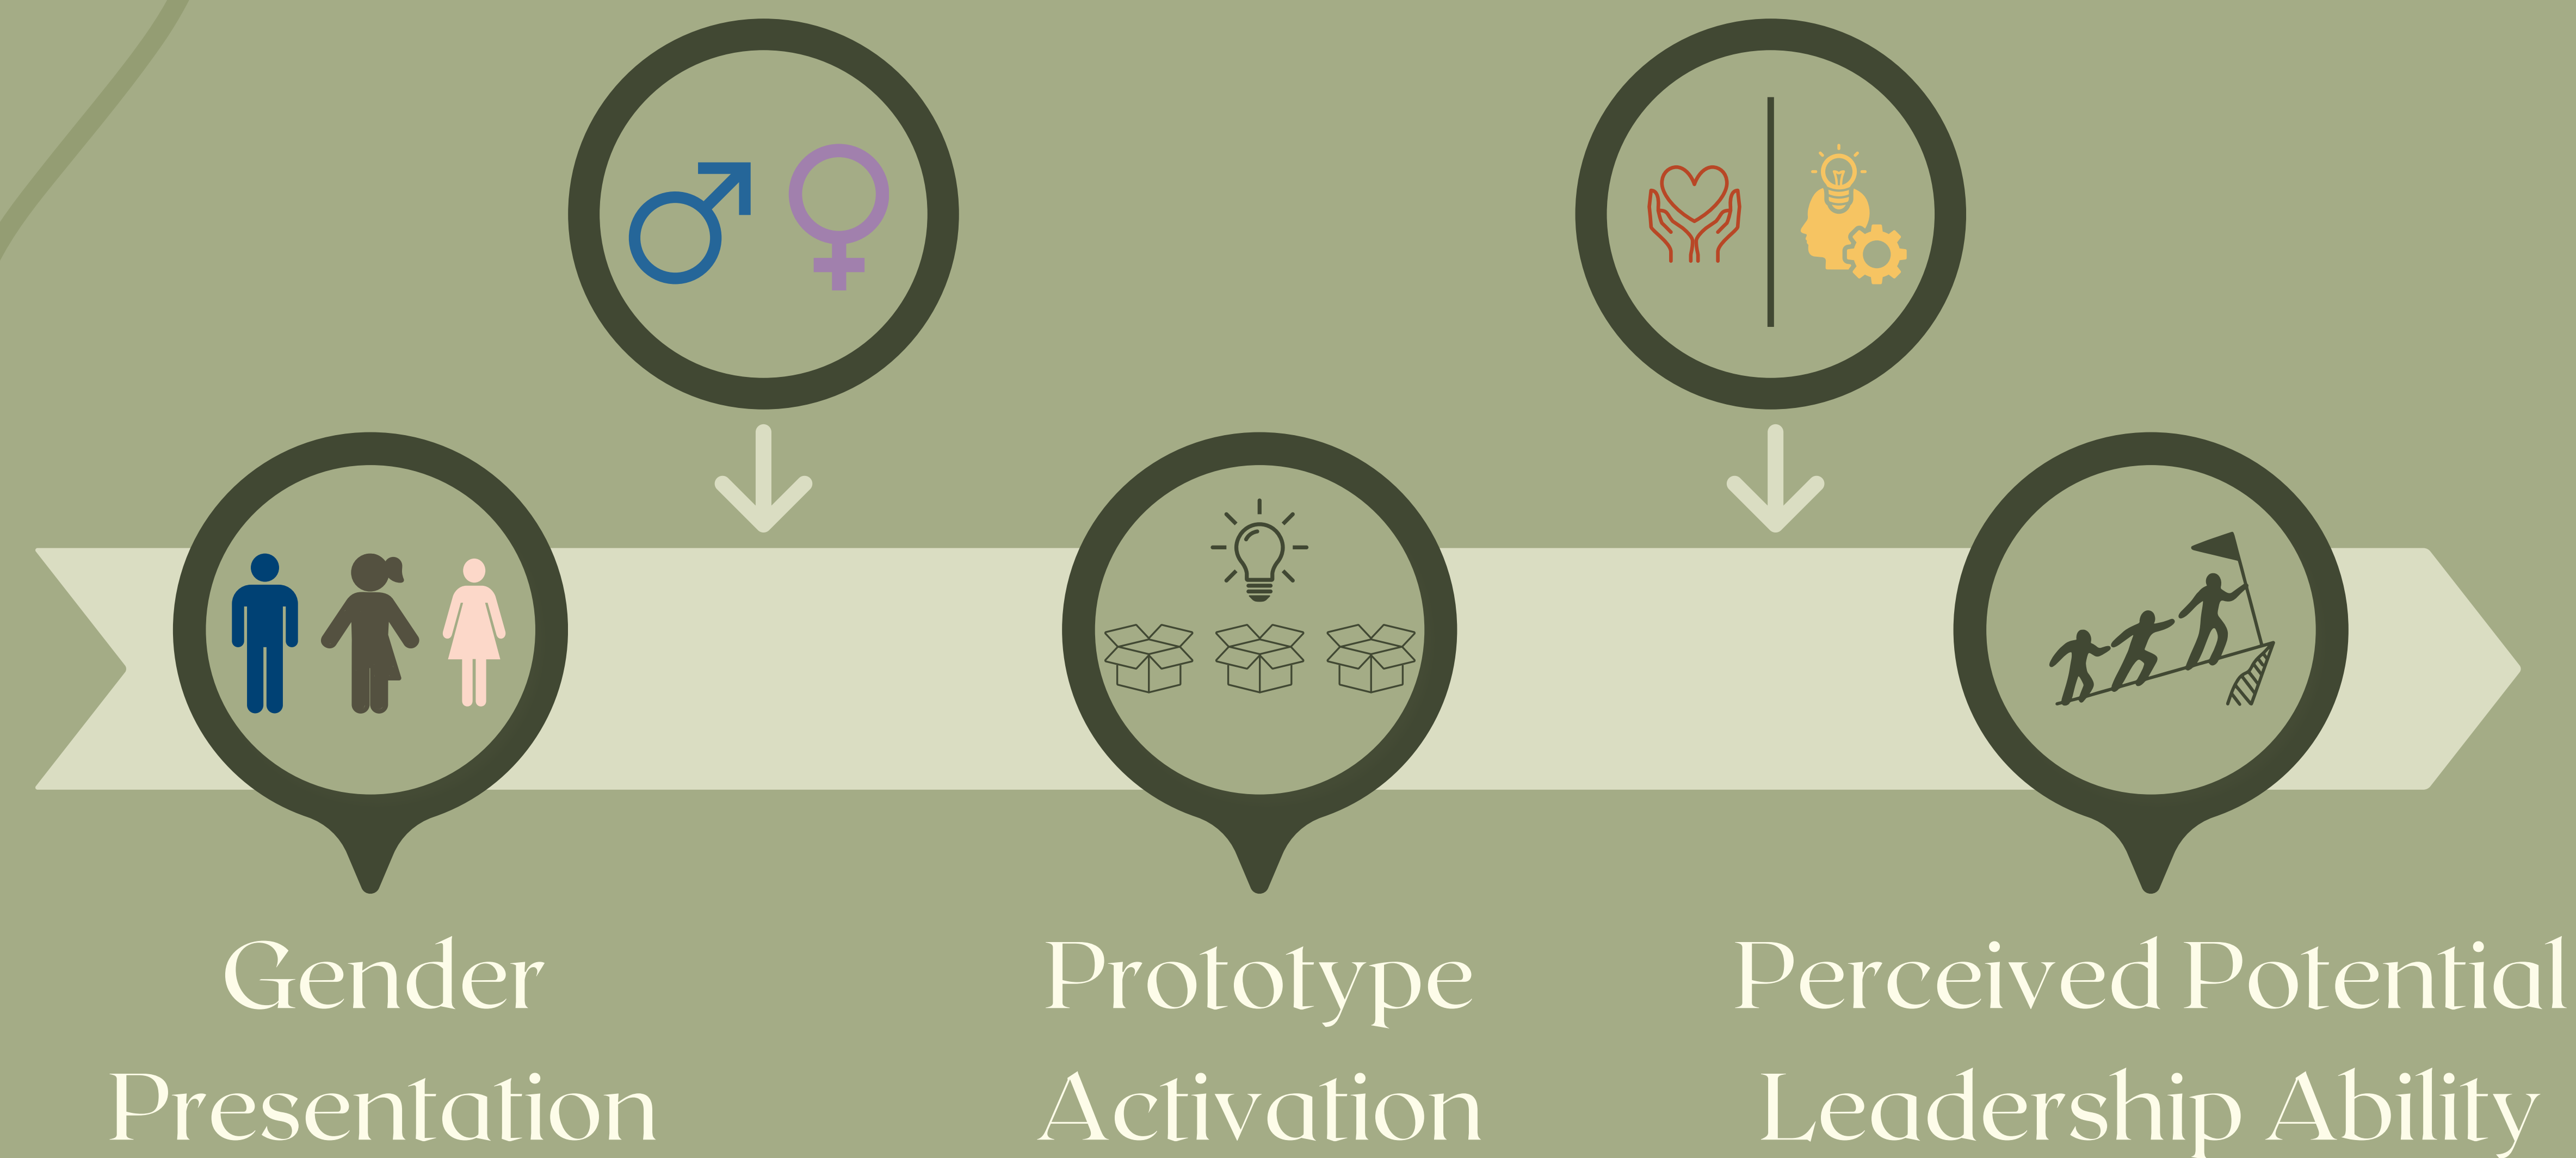 Gender
Presentation
Prototype
Activation
Perceived Potential
Leadership Ability